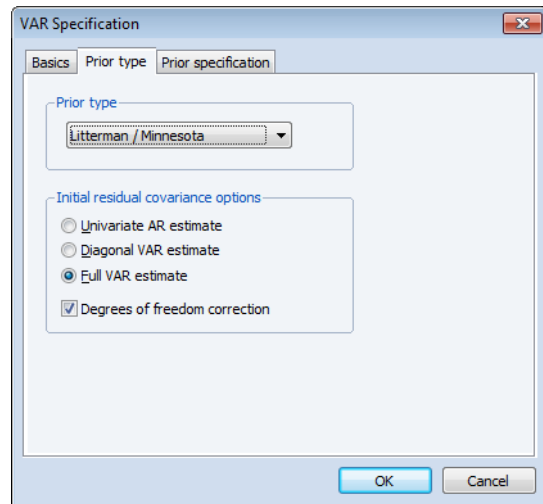 VAR Specification
Basics
Prior type
Prior specification
Prior type
Litterman / Minnesota
Initial residual covariance options
Univariate AR estimate
Diagonal VAR estimate
Full VAR estimate
Degrees of freedom correction
OK
Cancel